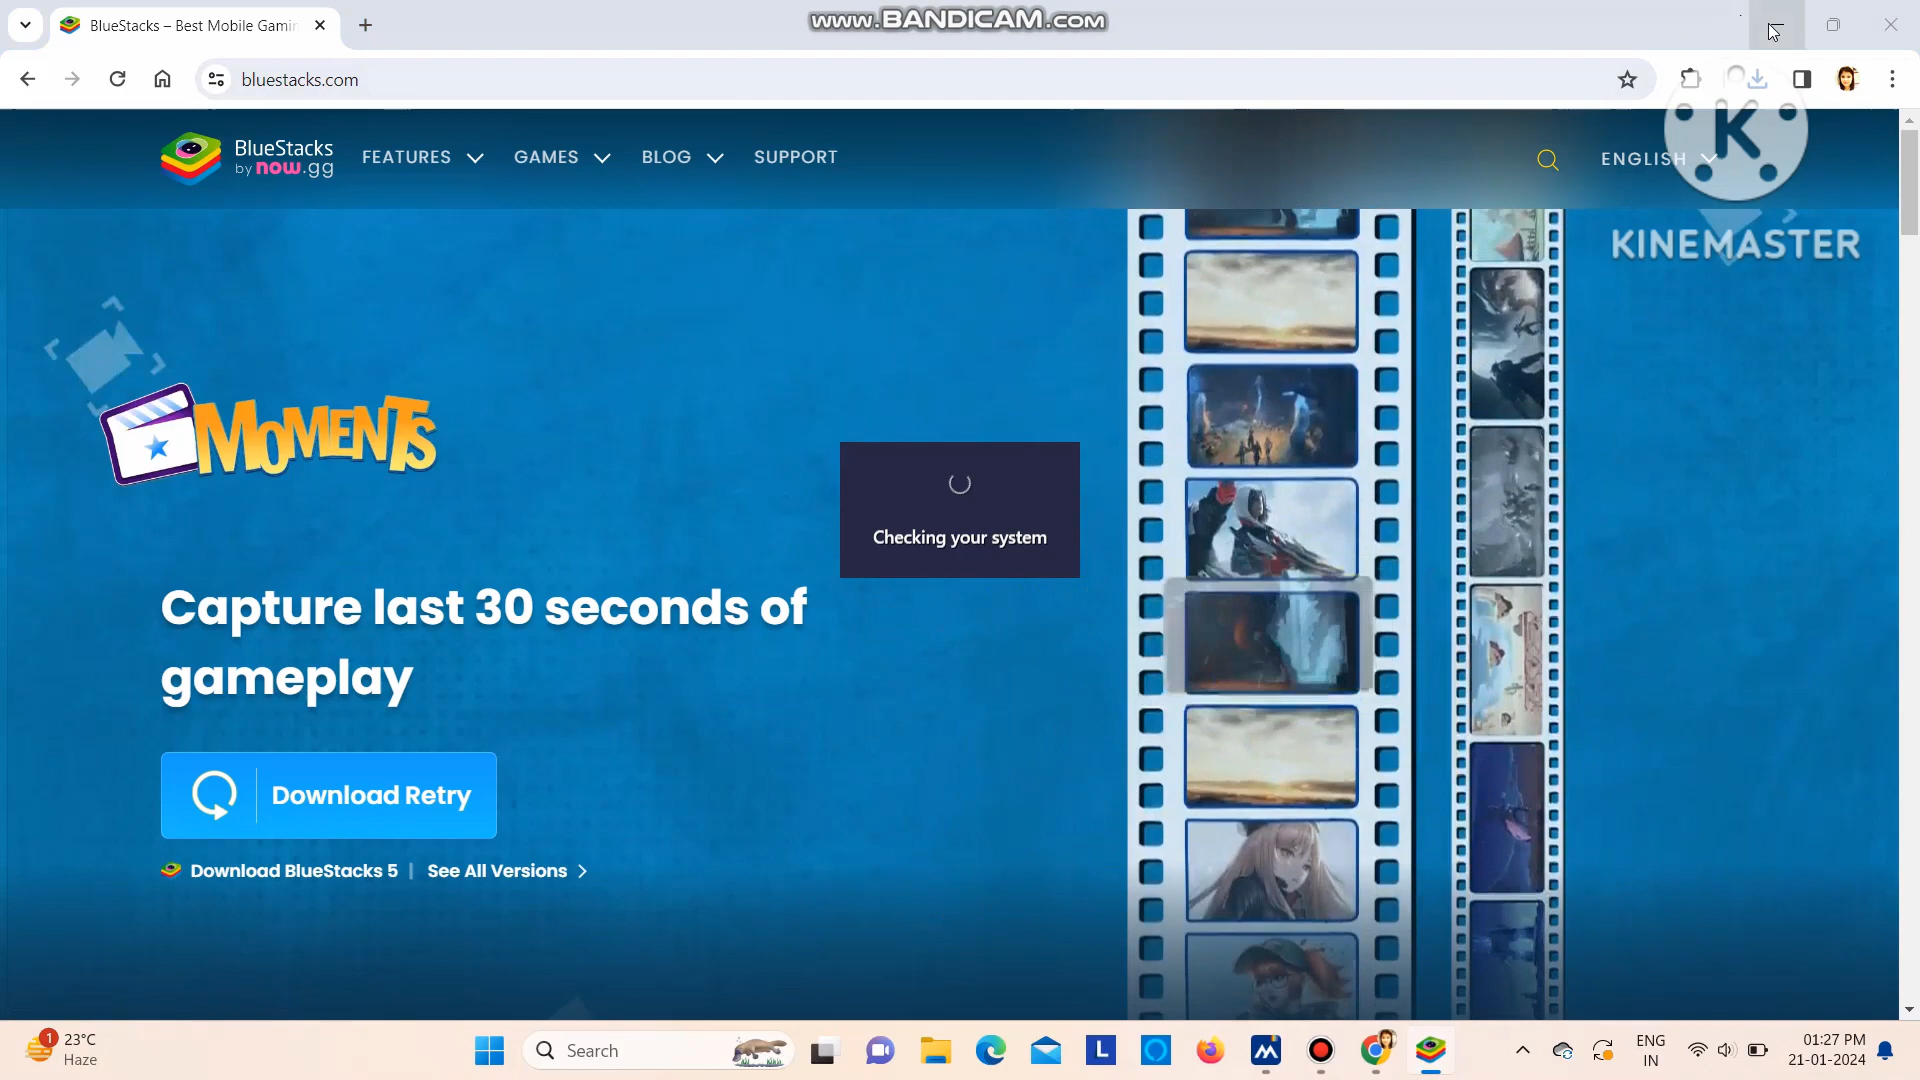 BlueStacks – Best Mobile Gamin
www.BANDICAM.com
bluestacks.com
BlueStacks
by now.gg
FEATURES
GAMES
BLOG
SUPPORT
ENGLISH
K
KINEMASTER
MOMENTS
Checking your system
Capture last 30 seconds of
gameplay
Download Retry
Download BlueStacks 5 | See All Versions
1
23°C
Haze
Search
L
ENG
IN
01:27 PM
21-01-2024